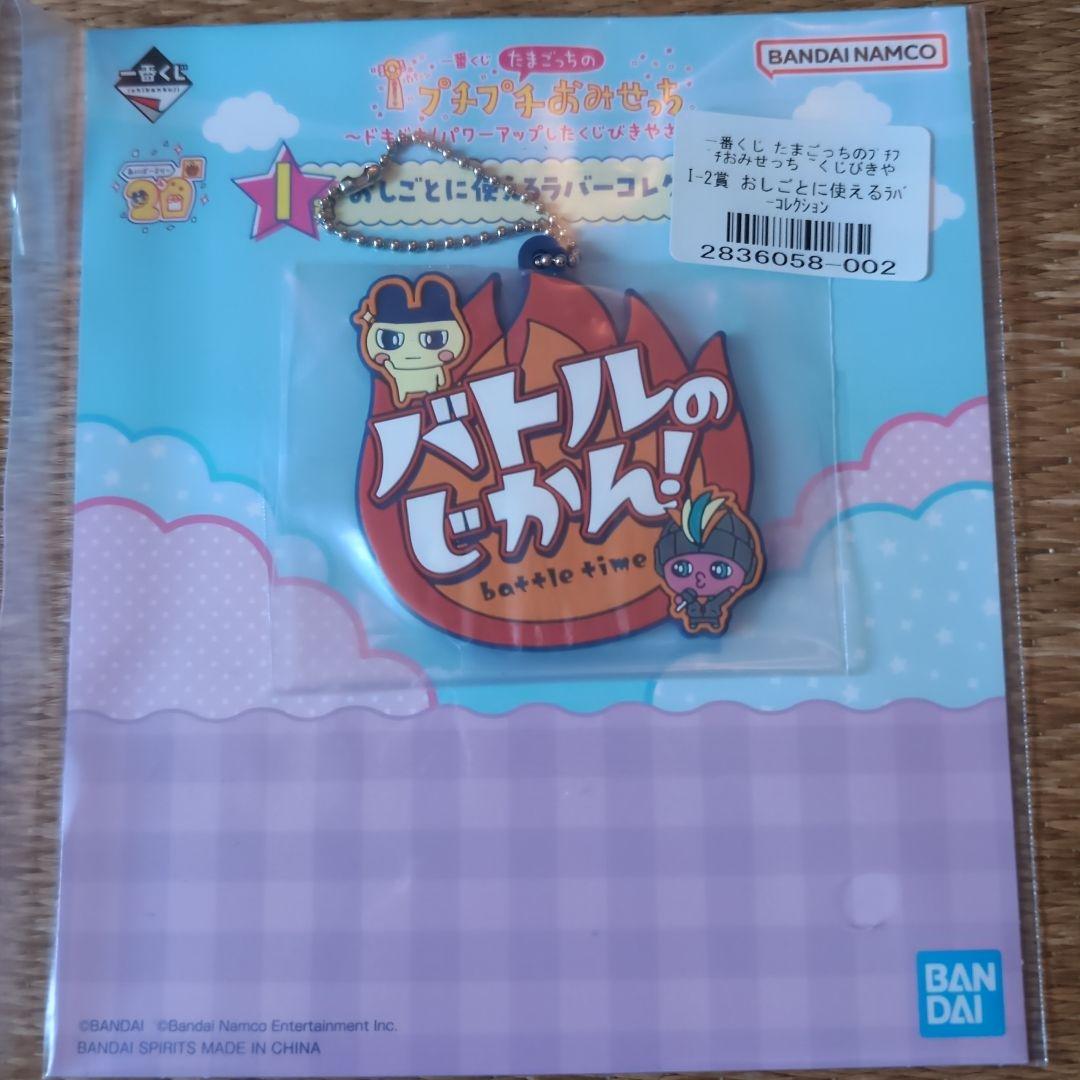 一番くじ
ichibankuji
一番くじ たまごっちの
プチプチおみせっち
BANDAI NAMCO
I おしごとに使えるラバーコレク
一番くじ たまごっちのﾌﾟﾁﾌ
ﾟﾁおみせっち ~くじびきや
I-2賞 おしごとに使えるﾗﾊﾞ
ｰｺﾚｸｼｮﾝ
2836058-002
20
バトルの
じかん!
battle time
BAN
DAI
©BANDAI ©Bandai Namco Entertainment Inc.
BANDAI SPIRITS MADE IN CHINA